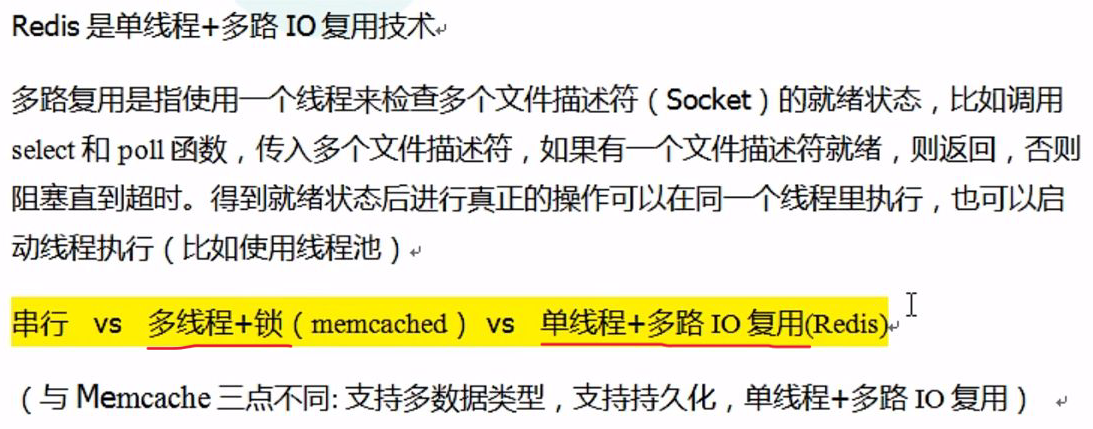 Redis 是单线程+多路 IO 复用技术
多路复用是指使用一个线程来检查多个文件描述符（Socket）的就绪状态，比如调用
select 和 poll 函数，传入多个文件描述符，如果有一个文件描述符就绪，则返回，否则
阻塞直到超时。得到就绪状态后进行真正的操作可以在同一个线程里执行，也可以启
动线程执行（比如使用线程池）
串行 vs 多线程+锁（memcached） vs 单线程+多路 IO 复用(Redis)
（与 Memcache 三点不同: 支持多数据类型，支持持久化，单线程+多路 IO 复用）